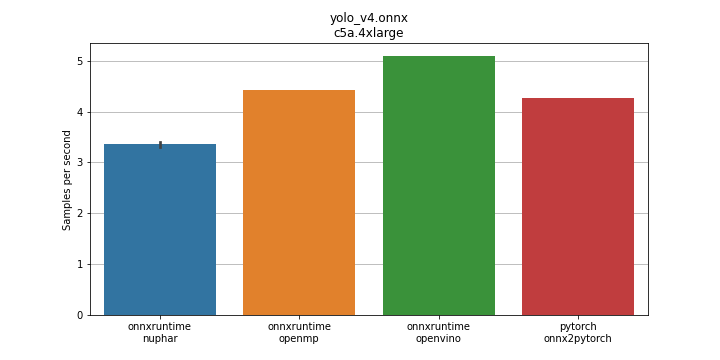 yolo_v4.onnx
c5a.4xlarge
Samples per second
5
4
3
2
1
0
onnxruntime
nuphar
onnxruntime
openmp
onnxruntime
openvino
pytorch
onnx2pytorch